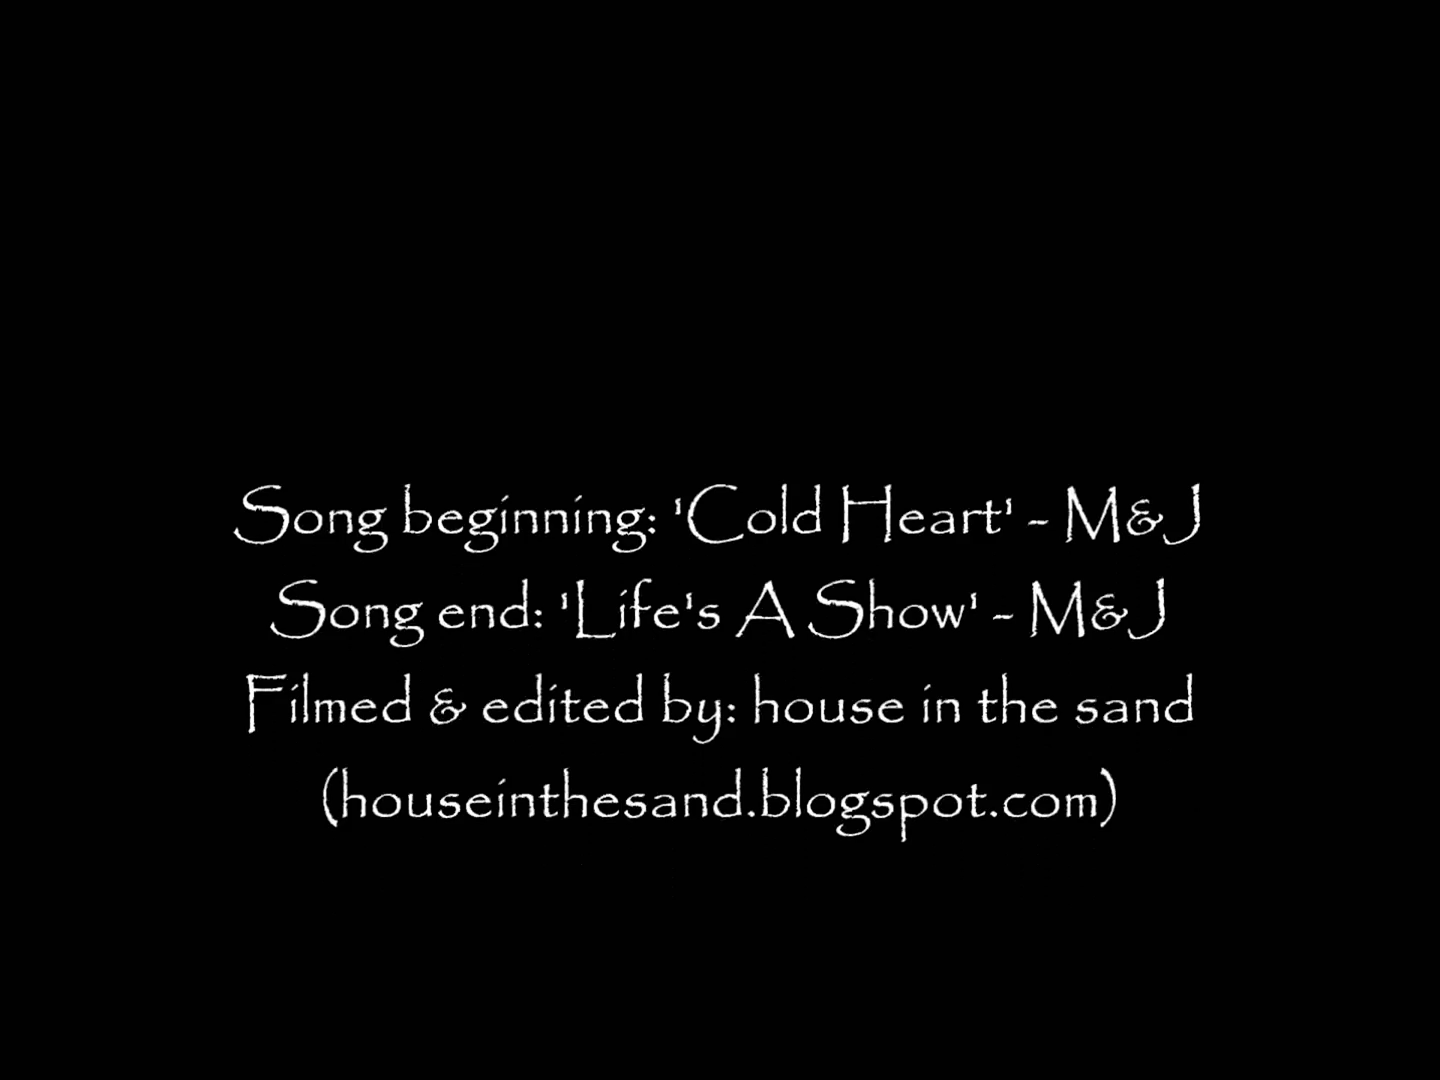 Song beginning: 'Cold Heart' - M&J
Song end: 'Life's A Show' - M&J
Filmed & edited by: house in the sand
(houseinthesand.blogspot.com)